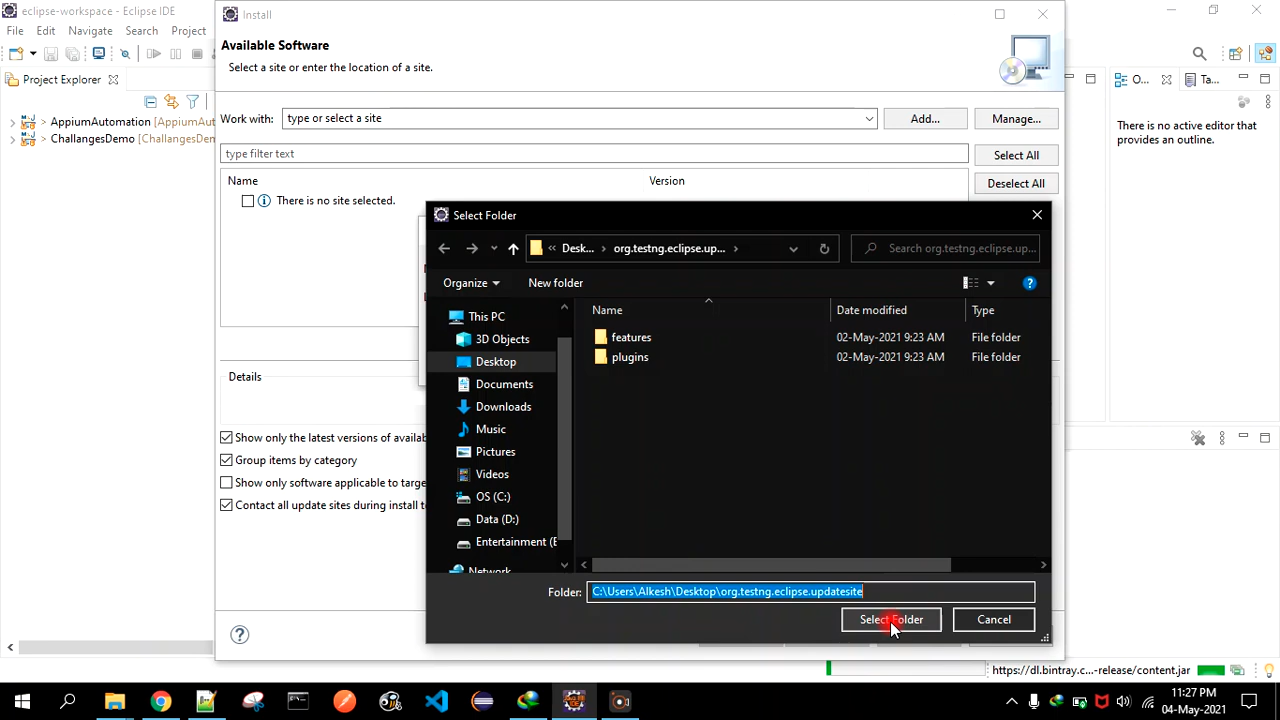 eclipse-workspace - Eclipse IDE
File Edit Navigate Search Project
Project Explorer
AppiumAutomation [AppiumAut
ChallangesDemo [ChallangesDem
Install
Available Software
Select a site or enter the location of a site.
Work with: type or select a site Add... Manage...
type filter text
Select All
Name Version
Deselect All
There is no site selected.
Details
Show only the latest versions of availab
Group items by category
Show only software applicable to targe
Contact all update sites during install t
Select Folder
Desk... org.testng.eclipse.up... Search org.testng.eclipse.up...
Organize New folder
This PC
3D Objects
Desktop
Documents
Downloads
Music
Pictures
Videos
OS (C:)
Data (D:)
Entertainment (E
Network
Name Date modified Type
features 02-May-2021 9:23 AM File folder
plugins 02-May-2021 9:23 AM File folder
Folder: C:\Users\Alkesh\Desktop\org.testng.eclipse.updatesite
Select Folder Cancel
O... Ta...
There is no active editor that
provides an outline.
https://dl.bintray.c...-release/content.jar
11:27 PM
04-May-2021